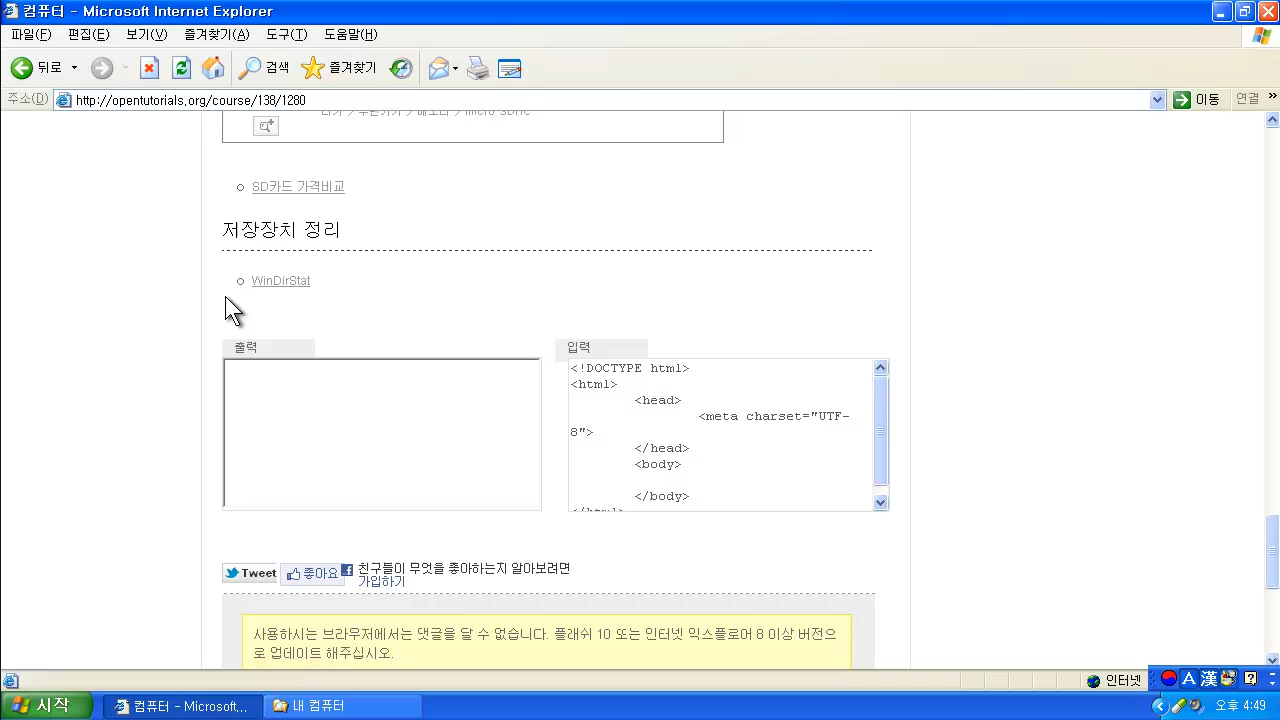 컴퓨터 - Microsoft Internet Explorer
파일(F) 편집(E) 보기(V) 즐겨찾기(A) 도구(T) 도움말(H)
뒤로 검색 즐겨찾기
주소(D) http://opentutorials.org/course/138/1280 이동 연결 »
SD카드 가격비교
저장장치 정리
WinDirStat
출력 입력
<!DOCTYPE html>
<html>
<head>
<meta charset="UTF-
8">
</head>
<body>
</body>
</html>
Tweet 좋아요 친구들이 무엇을 좋아하는지 알아보려면
가입하기
사용하시는 브라우저에서는 댓글을 달 수 없습니다. 플래쉬 10 또는 인터넷 익스플로어 8 이상 버전으
로 업데이트 해주십시오.
인터넷 A 漢
시작 컴퓨터 - Microsoft,,, 내 컴퓨터 오후 4:49